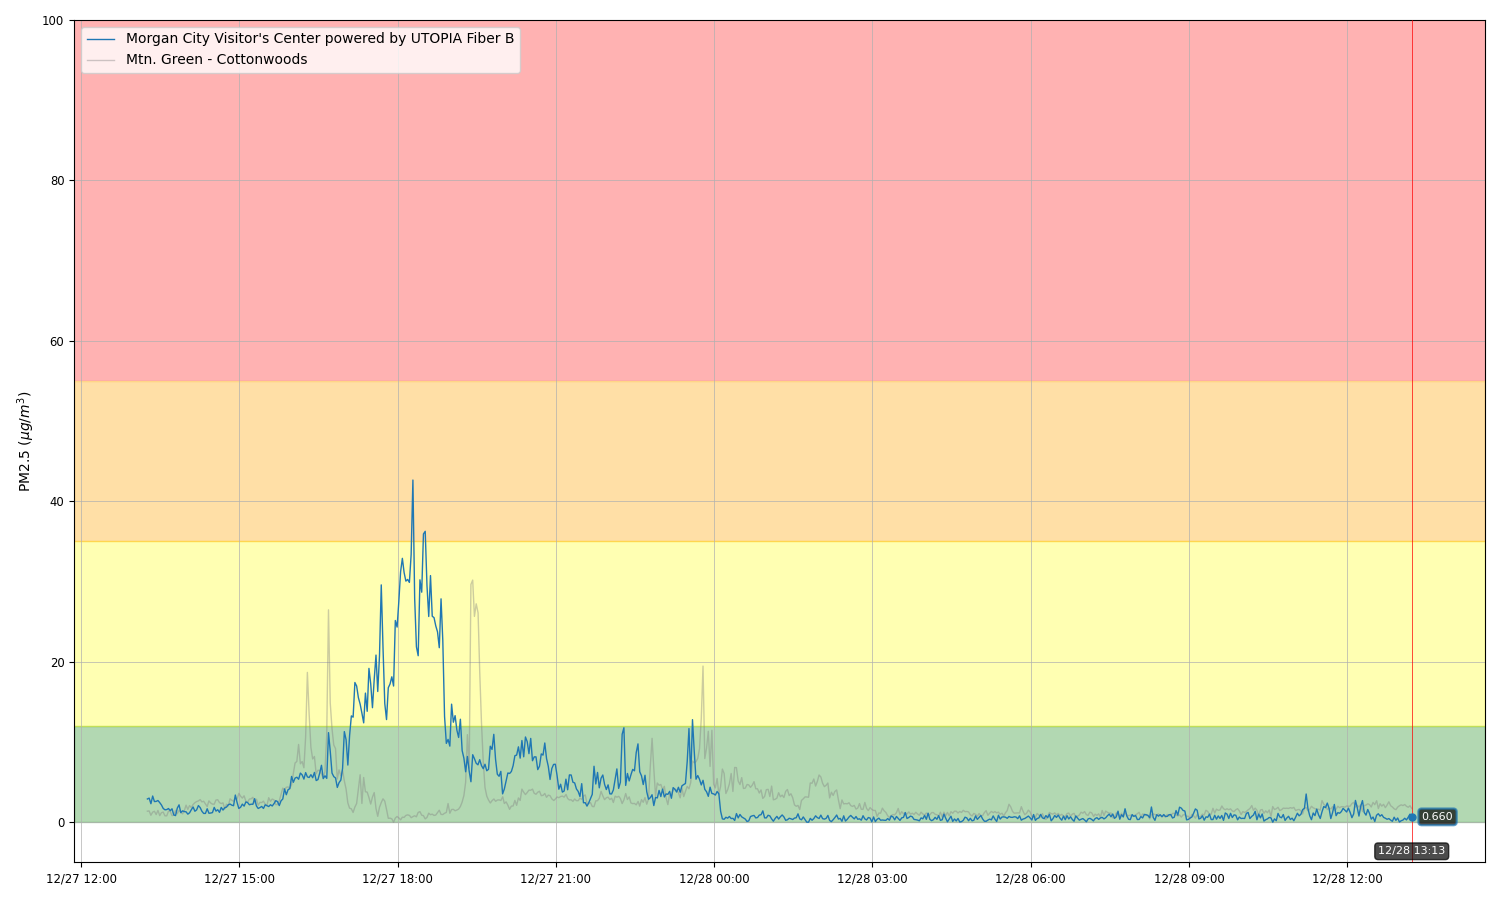 100
Morgan City Visitor's Center powered by UTOPIA Fiber B
Mtn. Green - Cottonwoods
80
60
PM2.5 (μg/m³)
40
20
0
0.660
12/28 13:13
12/27 12:00 12/27 15:00 12/27 18:00 12/27 21:00 12/28 00:00 12/28 03:00 12/28 06:00 12/28 09:00 12/28 12:00